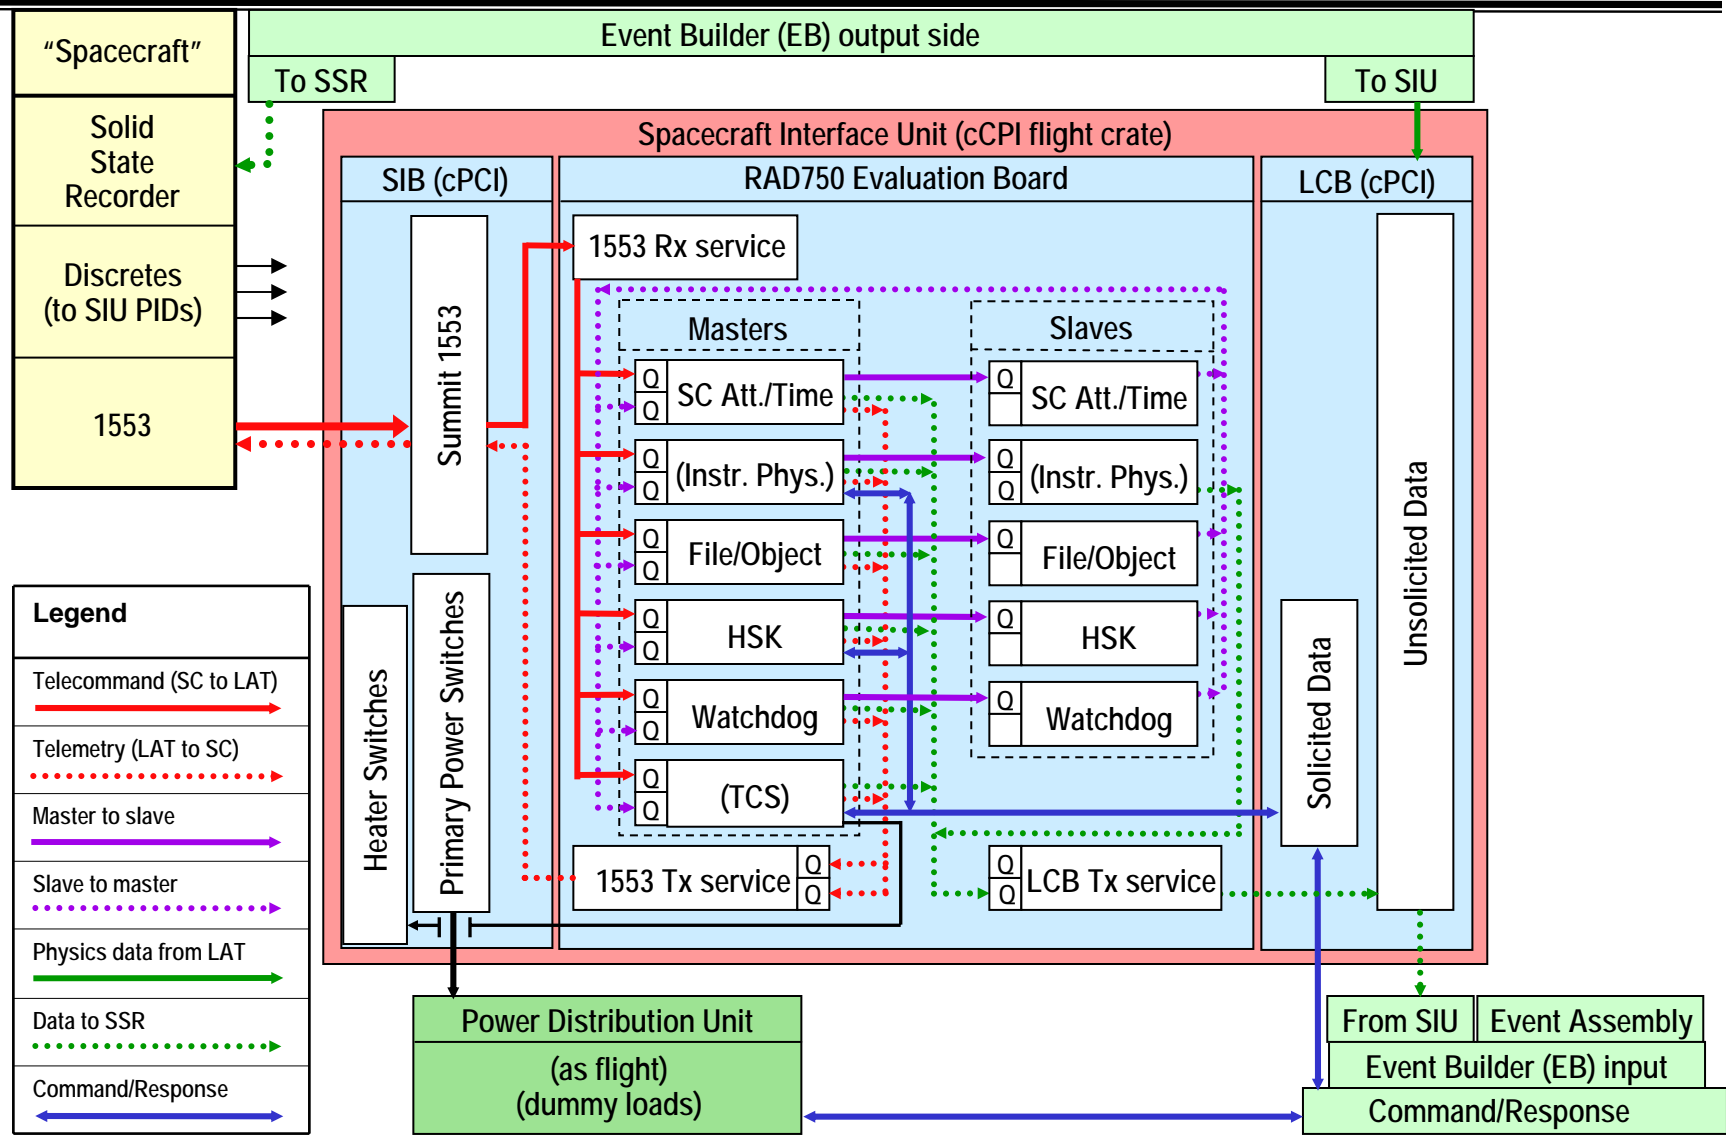 Event Builder (EB) output side
To SSR
To SIU
“Spacecraft”
Solid
State
Recorder
Discretes
(to SIU PIDs)
1553
Spacecraft Interface Unit (cCPI flight crate)
SIB (cPCI)
RAD750 Evaluation Board
LCB (cPCI)
Summit 1553
Primary Power Switches
Heater Switches
1553 Rx service
Masters
Slaves
Q
Q
SC Att./Time
Q
SC Att./Time
Q
Q
(Instr. Phys.)
Q
Q
(Instr. Phys.)
Q
Q
File/Object
Q
File/Object
Q
Q
HSK
Q
HSK
Q
Q
Watchdog
Q
Watchdog
Q
Q
(TCS)
1553 Tx service
Q
Q
Q
Q
LCB Tx service
Solicited Data
Unsolicited Data
Legend
Telecommand (SC to LAT)
Telemetry (LAT to SC)
Master to slave
Slave to master
Physics data from LAT
Data to SSR
Command/Response
Power Distribution Unit
(as flight)
(dummy loads)
From SIU
Event Assembly
Event Builder (EB) input
Command/Response